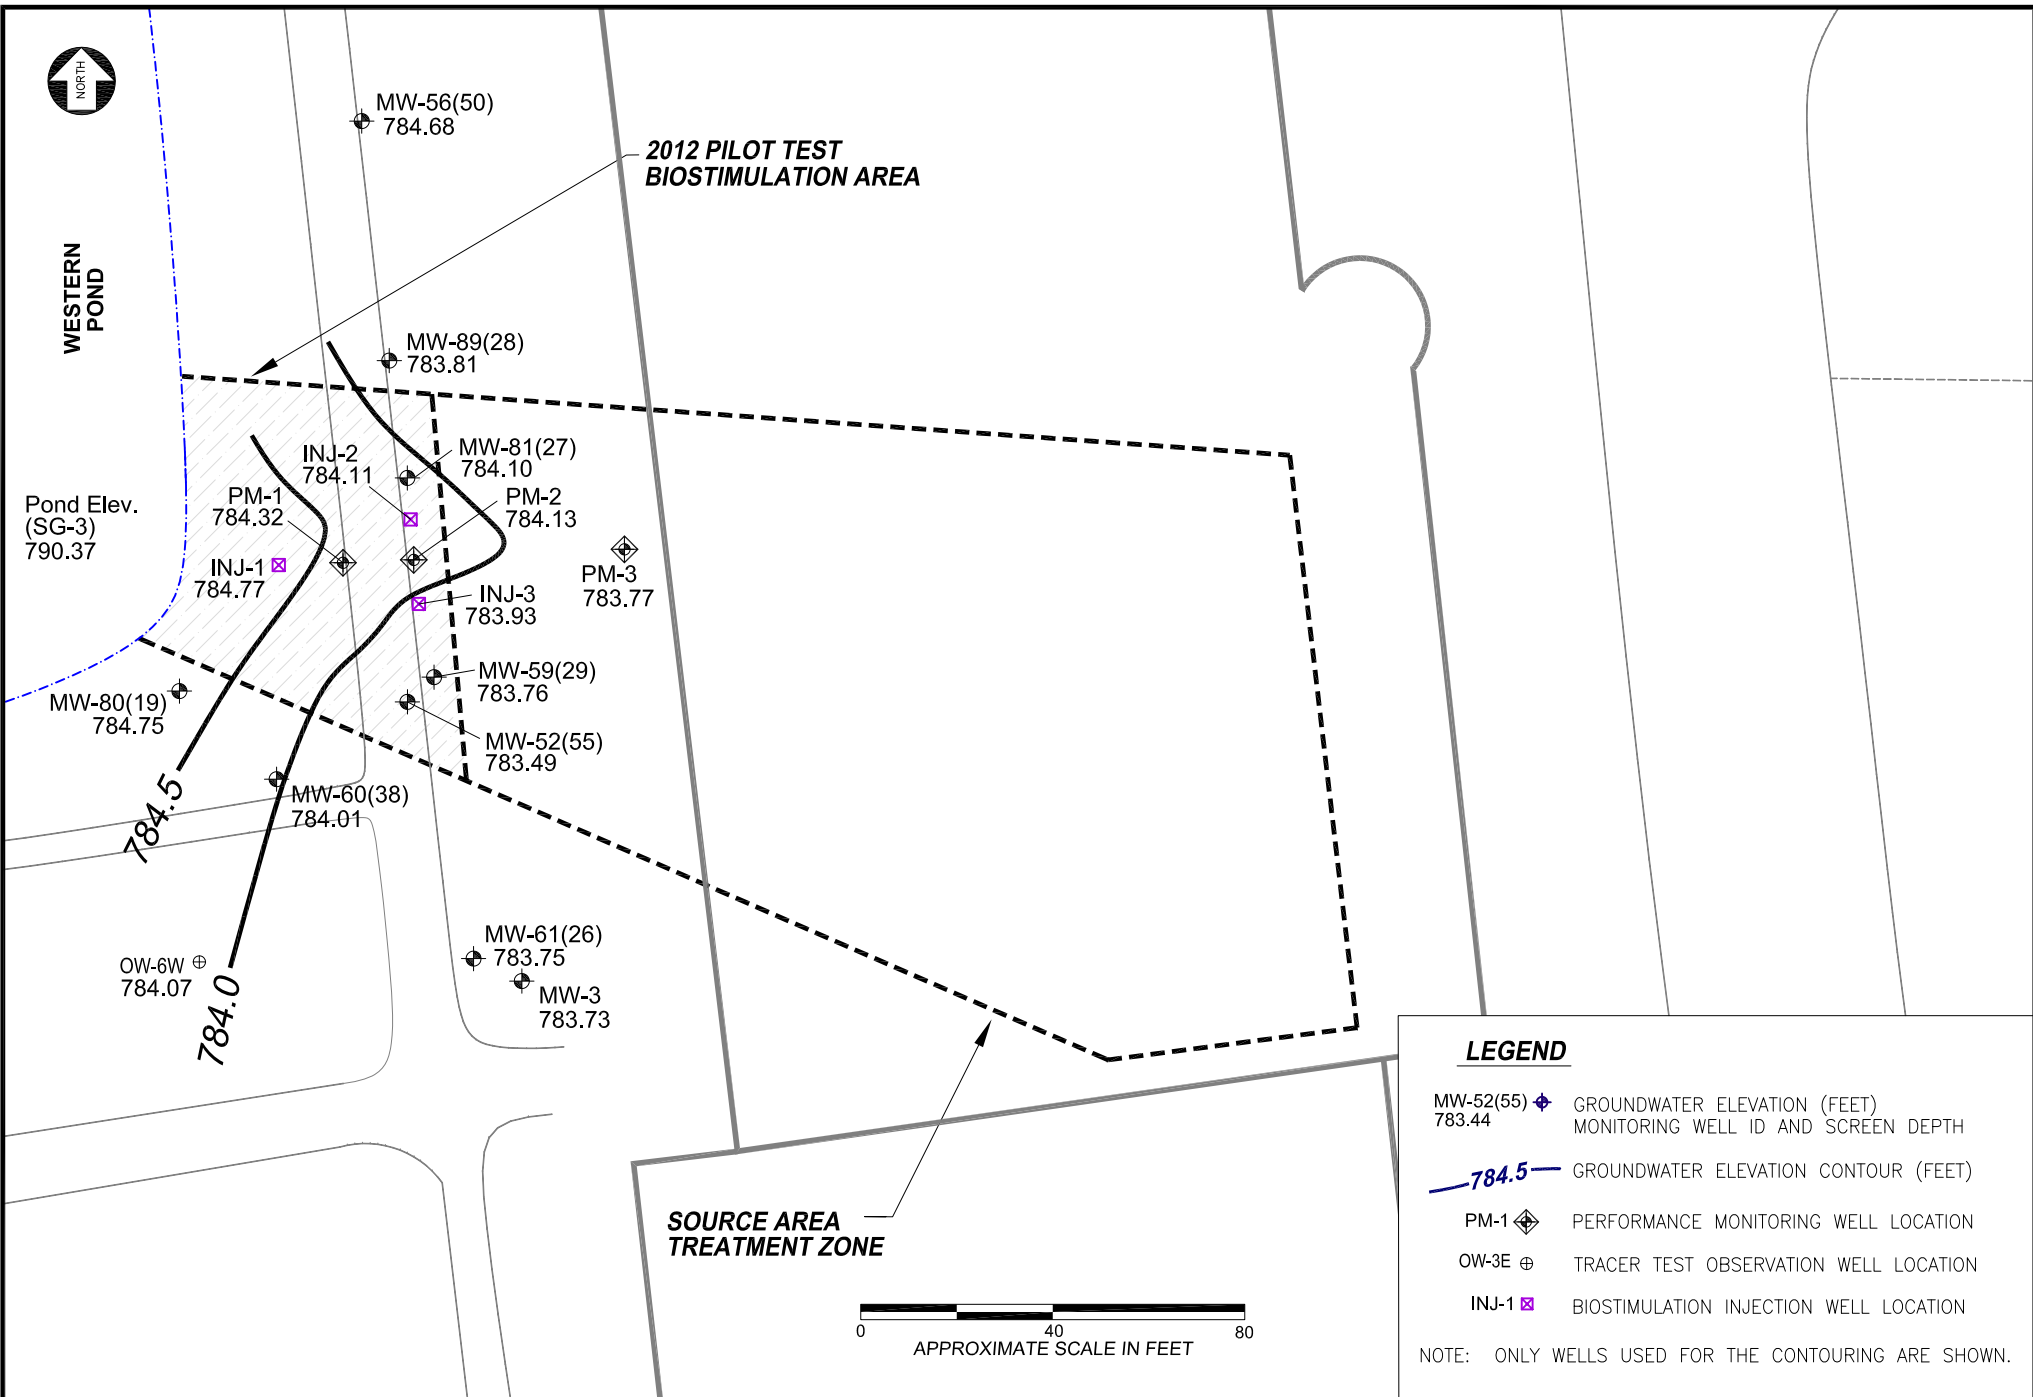 NORTH
MW-56(50)
784.68
2012 PILOT TEST
BIOSTIMULATION AREA
WESTERN
POND
MW-89(28)
783.81
INJ-2
784.11
MW-81(27)
784.10
PM-1
784.32
PM-2
784.13
Pond Elev.
(SG-3)
790.37
INJ-1
784.77
PM-3
783.77
INJ-3
783.93
MW-59(29)
783.76
MW-80(19)
784.75
MW-52(55)
783.49
784.5
MW-60(38)
784.01
MW-61(26)
783.75
OW-6W
784.07
784.0
MW-3
783.73
SOURCE AREA
TREATMENT ZONE
0 40 80
APPROXIMATE SCALE IN FEET
LEGEND
MW-52(55)
783.44
GROUNDWATER ELEVATION (FEET)
MONITORING WELL ID AND SCREEN DEPTH
784.5 GROUNDWATER ELEVATION CONTOUR (FEET)
PM-1 PERFORMANCE MONITORING WELL LOCATION
OW-3E TRACER TEST OBSERVATION WELL LOCATION
INJ-1 BIOSTIMULATION INJECTION WELL LOCATION
NOTE: ONLY WELLS USED FOR THE CONTOURING ARE SHOWN.